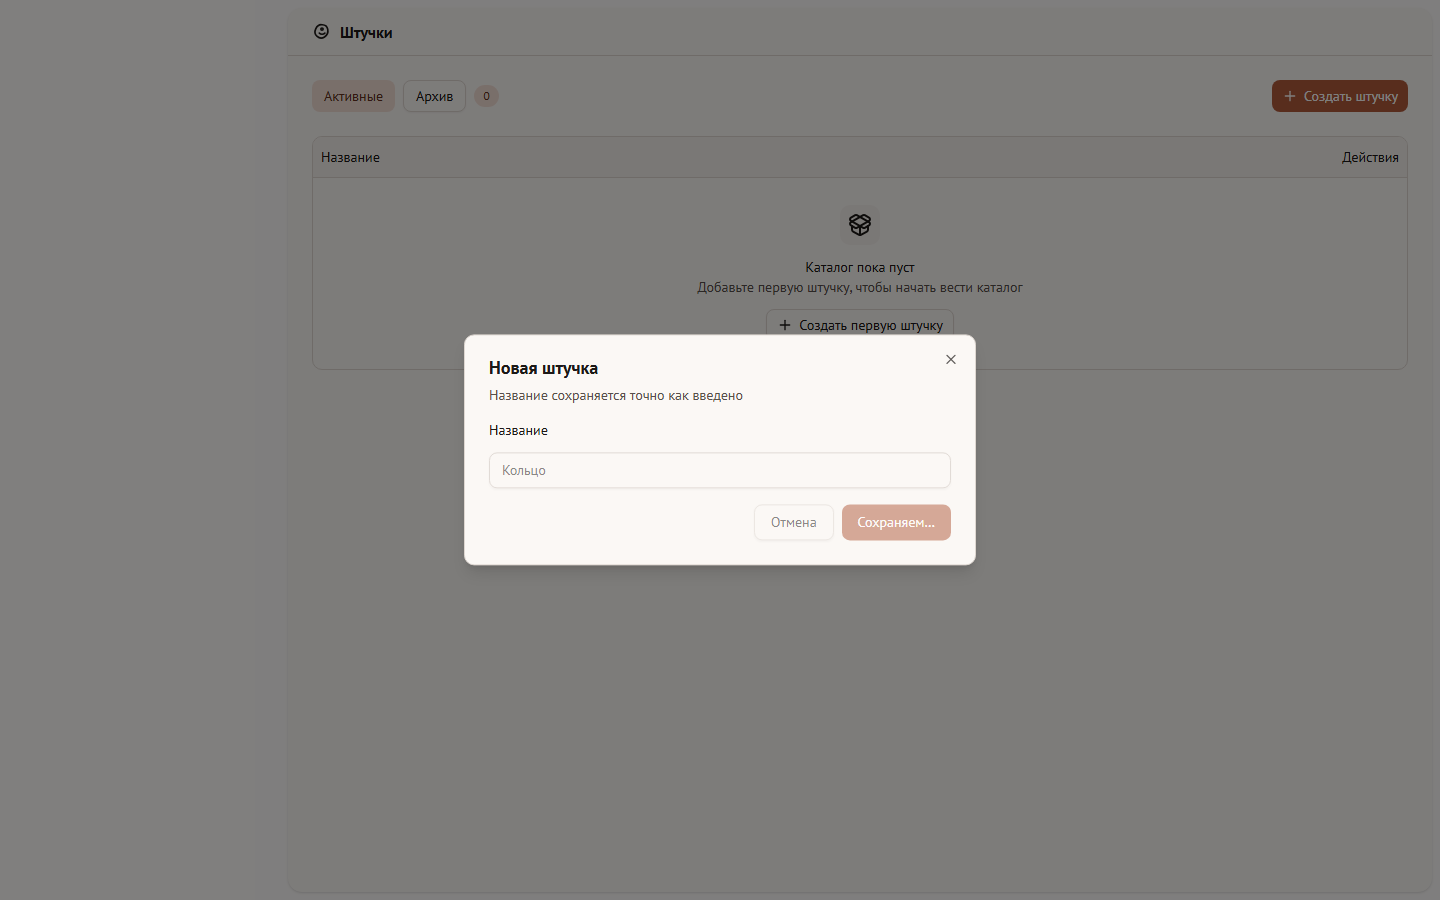 Штучки
Активные Архив 0 Создать штучку
Название Действия
Каталог пока пуст
Добавьте первую штучку, чтобы начать вести каталог
Создать первую штучку
Новая штучка
Название сохраняется точно как введено
Название
Кольцо
Отмена Сохраняем...